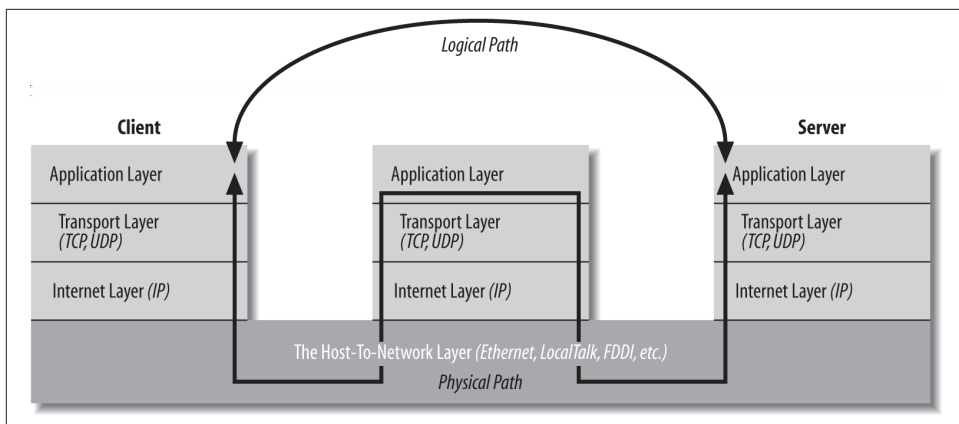 Logical Path
Client
Server
Application Layer
Application Layer
Application Layer
Transport Layer
(TCP, UDP)
Transport Layer
(TCP, UDP)
Transport Layer
(TCP, UDP)
Internet Layer (IP)
Internet Layer (IP)
Internet Layer (IP)
The Host-To-Network Layer (Ethernet, LocalTalk, FDDI, etc.)
Physical Path